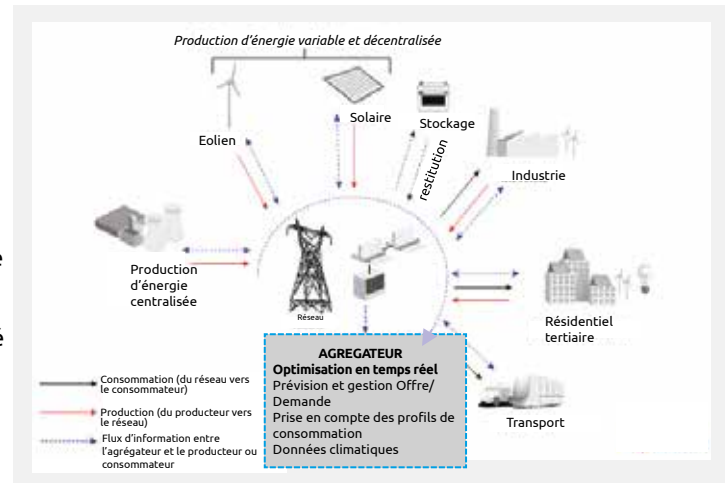 Production d'énergie variable et décentralisée
Solaire
Stockage
Eolien
restitution
Industrie
Production
d'énergie
centralisée
Réseau
Résidentiel
tertiaire
AGREGATEUR
Optimisation en temps réel
Prévision et gestion Offre/
Demande
Prise en compte des profils de
consommation
Données climatiques
Transport
Consommation (du réseau vers
le consommateur)
Production (du producteur vers
le réseau)
Flux d'information entre
l'agrégateur et le producteur ou
consommateur